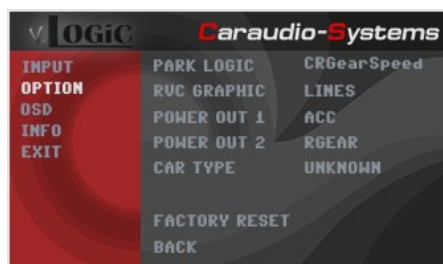 v.LOGiC Caraudio-Systems
INPUT
OPTION
OSD
INFO
EXIT
PARK LOGIC CRGearSpeed
RVC GRAPHIC LINES
POWER OUT 1 ACC
POWER OUT 2 RGEAR
CAR TYPE UNKNOWN
FACTORY RESET
BACK